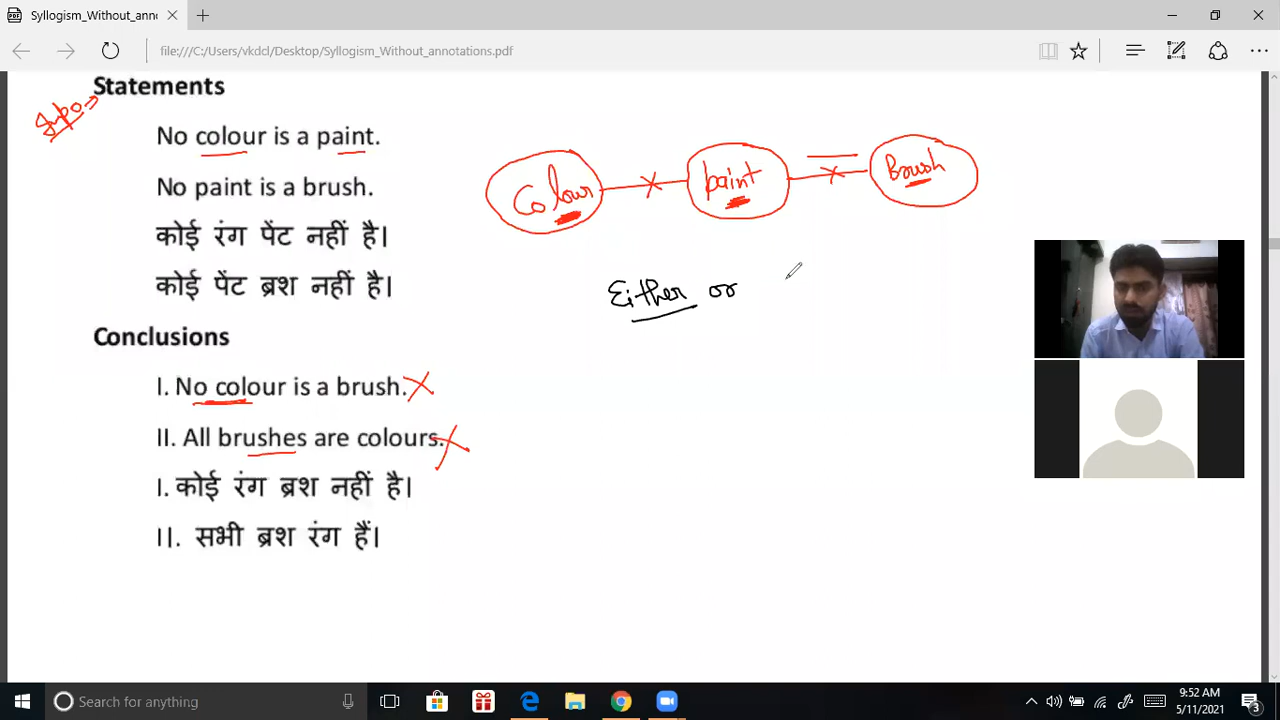 Syllogism_Without_anno
file:///C:/Users/vkdcl/Desktop/Syllogism_Without_annotations.pdf
Statements
No colour is a paint.
No paint is a brush.
कोई रंग पेंट नहीं है।
कोई पेंट ब्रश नहीं है।
Colour
paint
Brush
Either or
Conclusions
I. No colour is a brush.
II. All brushes are colours.
I. कोई रंग ब्रश नहीं है।
II. सभी ब्रश रंग हैं।
Search for anything
9:52 AM
5/11/2021
3